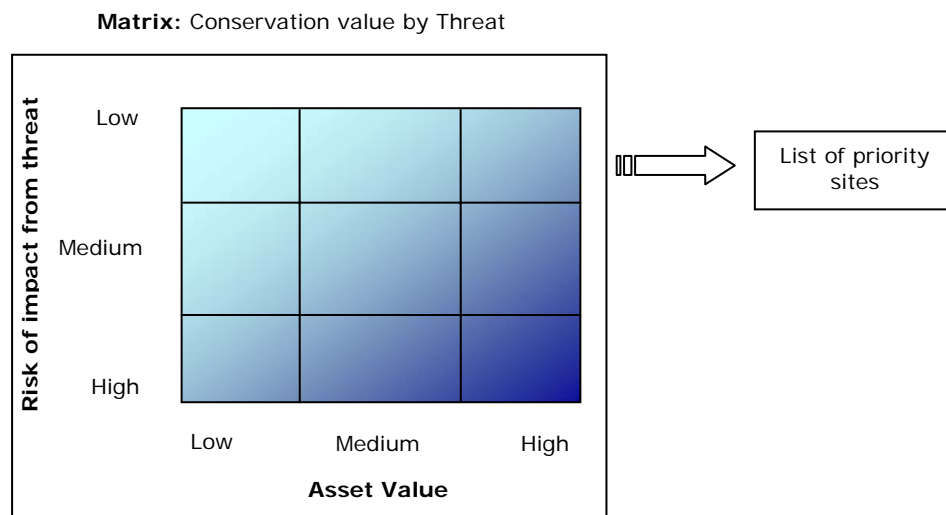 Matrix: Conservation value by Threat
Risk of impact from threat
Low
Medium
High
Low
Medium
High
Asset Value
List of priority
sites